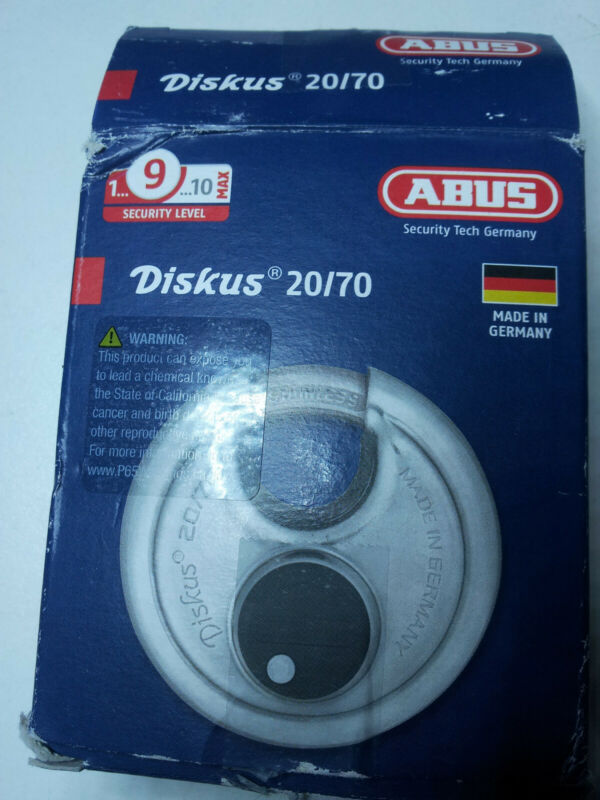 ABUS
Security Tech Germany
Diskus® 20/70
1... 9 ...10 MAX
SECURITY LEVEL
ABUS
Security Tech Germany
Diskus® 20/70
MADE IN
GERMANY
WARNING:
This product can expose you
to lead a chemical
the State of California
cancer and birth
other
For more
www.P65
STAINLESS
Diskus® 20/7
MADE IN GERMANY